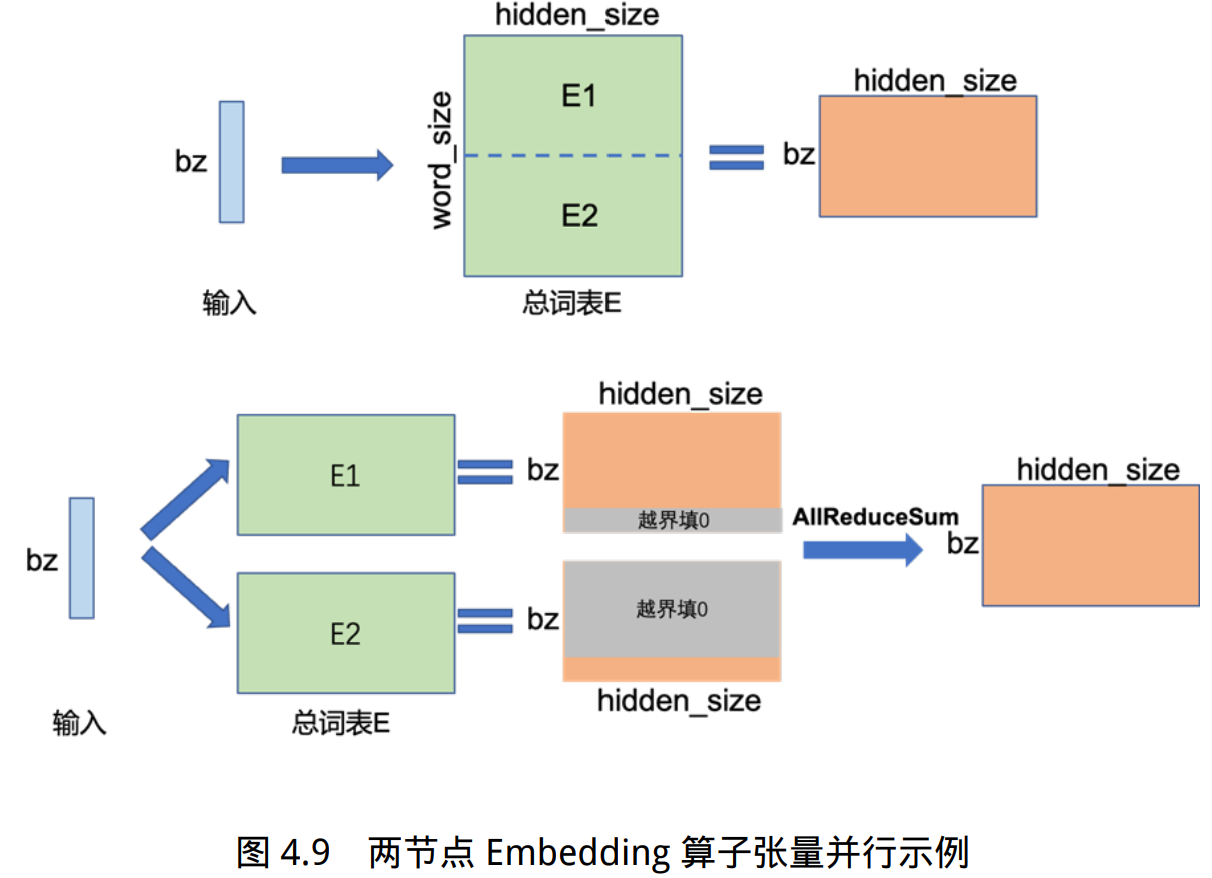 hidden_size
hidden_size
E1
word_size
bz
bz
E2
输入
总词表E
hidden_size
hidden_size
E1
bz
越界填0
AllReduceSum
bz
bz
越界填0
E2
bz
hidden_size
输入
总词表E
图 4.9 两节点 Embedding 算子张量并行示例